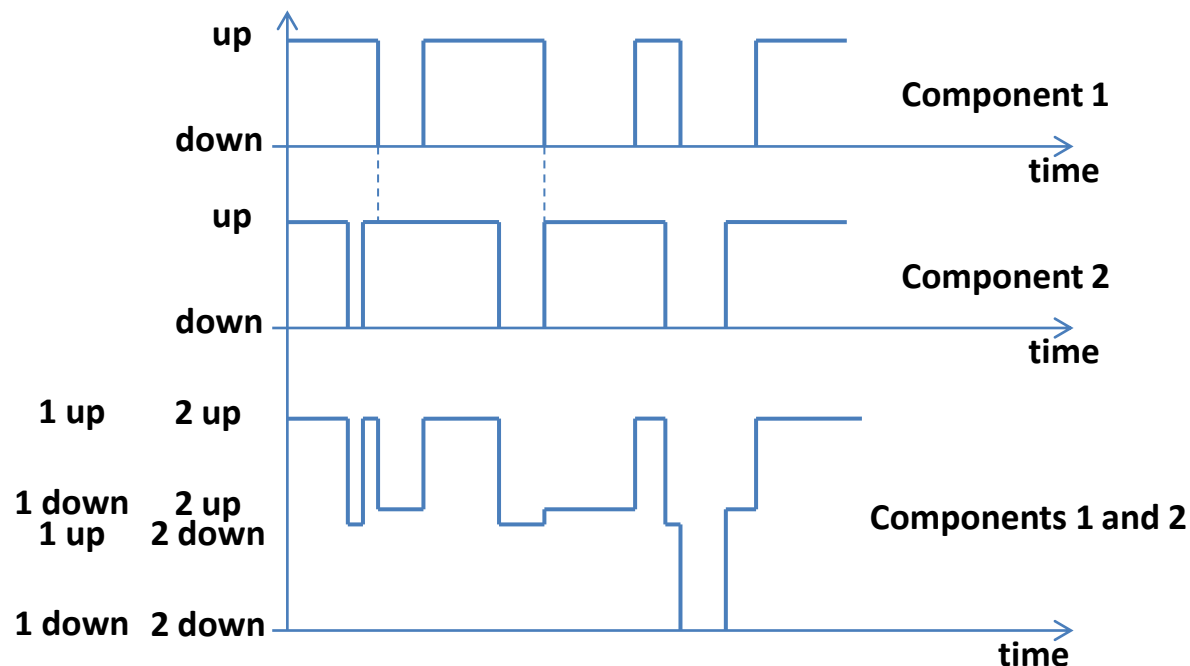 up
Component 1
down
time
up
Component 2
down
time
1 up 2 up
1 down 2 up
Components 1 and 2
1 up 2 down
1 down 2 down
time